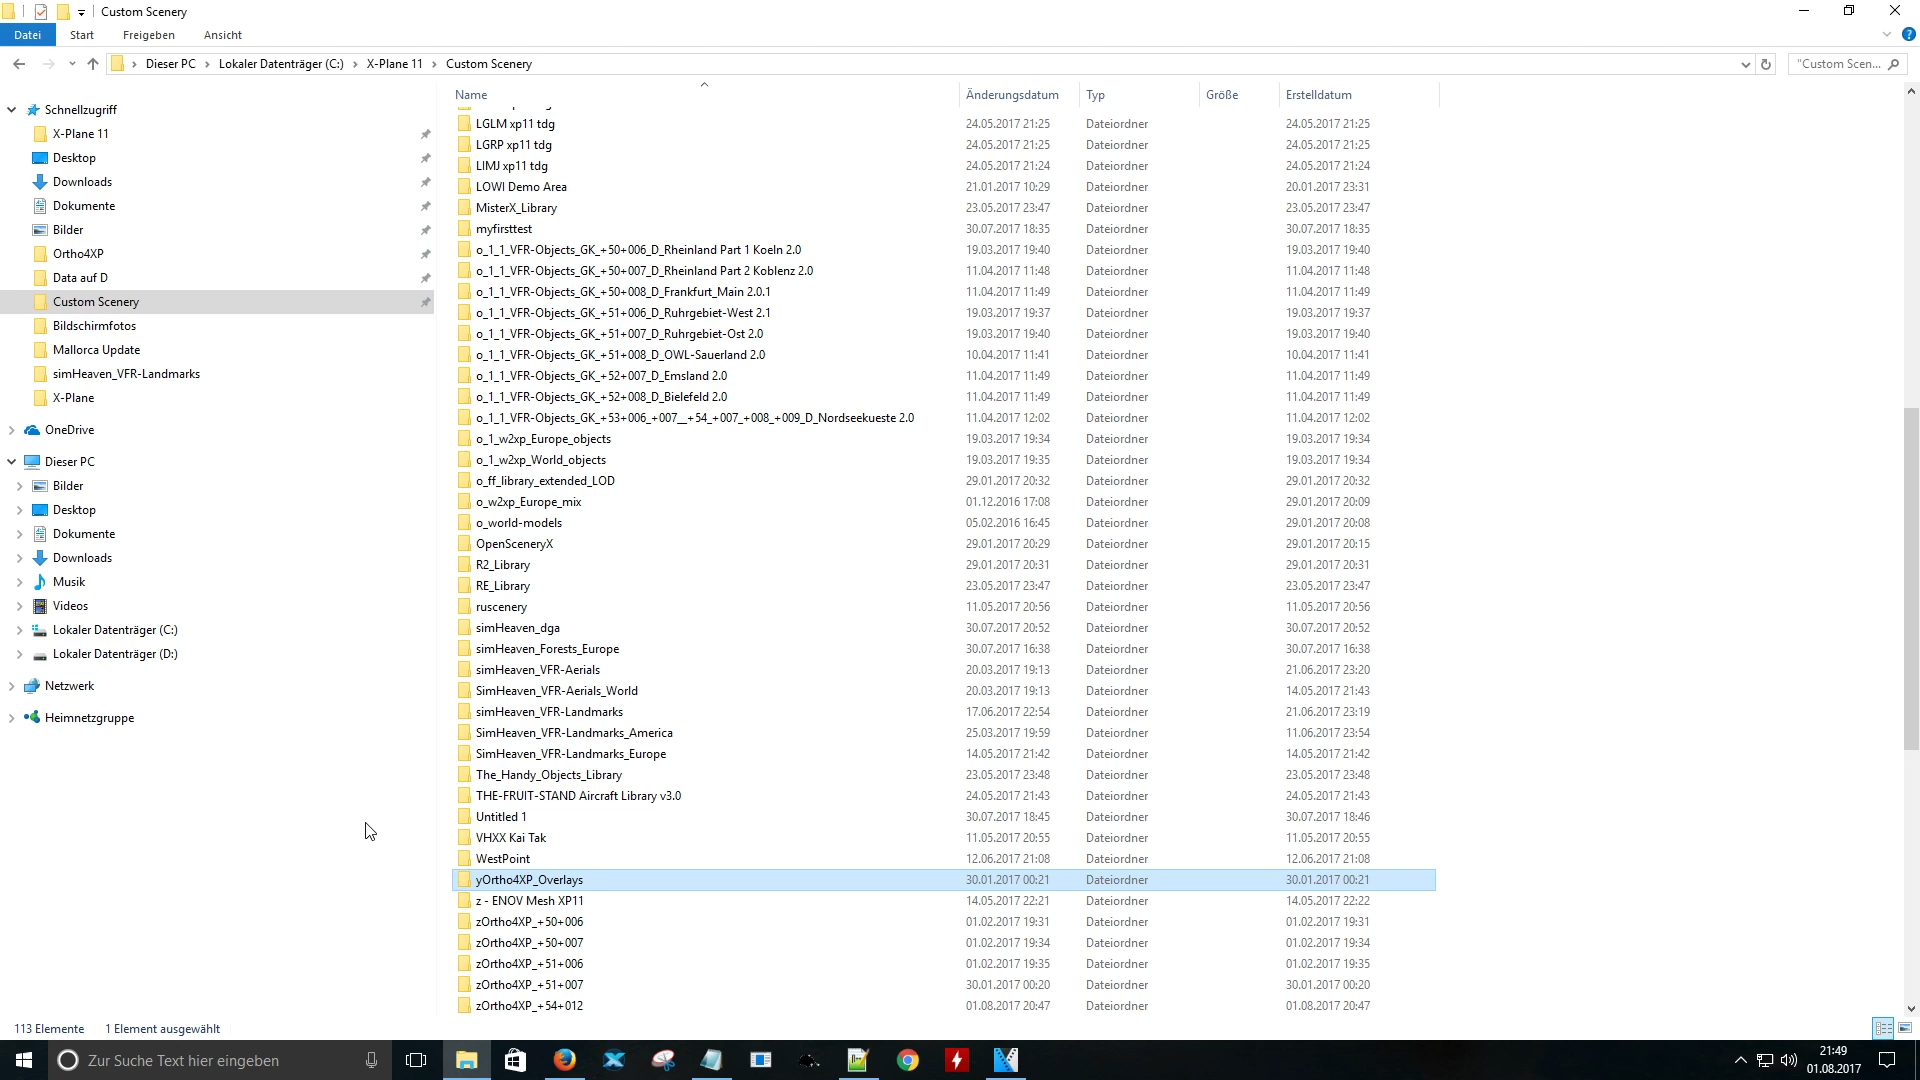 Custom Scenery
Datei Start Freigeben Ansicht
Dieser PC Lokaler Datenträger (C:) X-Plane 11 Custom Scenery "Custom Scen...
Name Änderungsdatum Typ Größe Erstelldatum
Schnellzugriff
X-Plane 11
Desktop
Downloads
Dokumente
Bilder
Ortho4XP
Data auf D
Custom Scenery
Bildschirmfotos
Mallorca Update
simHeaven_VFR-Landmarks
X-Plane
OneDrive
Dieser PC
Bilder
Desktop
Dokumente
Downloads
Musik
Videos
Lokaler Datenträger (C:)
Lokaler Datenträger (D:)
Netzwerk
Heimnetzgruppe
LGLM xp11 tdg 24.05.2017 21:25 Dateiordner 24.05.2017 21:25
LGRP xp11 tdg 24.05.2017 21:25 Dateiordner 24.05.2017 21:25
LIMJ xp11 tdg 24.05.2017 21:24 Dateiordner 24.05.2017 21:24
LOWI Demo Area 21.01.2017 10:29 Dateiordner 20.01.2017 23:31
MisterX_Library 23.05.2017 23:47 Dateiordner 23.05.2017 23:47
myfirsttest 30.07.2017 18:35 Dateiordner 30.07.2017 18:35
o_1_1_VFR-Objects_GK_+50+006_D_Rheinland Part 1 Koeln 2.0 19.03.2017 19:40 Dateiordner 19.03.2017 19:40
o_1_1_VFR-Objects_GK_+50+007_D_Rheinland Part 2 Koblenz 2.0 11.04.2017 11:48 Dateiordner 11.04.2017 11:48
o_1_1_VFR-Objects_GK_+50+008_D_Frankfurt_Main 2.0.1 11.04.2017 11:49 Dateiordner 11.04.2017 11:49
o_1_1_VFR-Objects_GK_+51+006_D_Ruhrgebiet-West 2.1 19.03.2017 19:37 Dateiordner 19.03.2017 19:37
o_1_1_VFR-Objects_GK_+51+007_D_Ruhrgebiet-Ost 2.0 19.03.2017 19:40 Dateiordner 19.03.2017 19:40
o_1_1_VFR-Objects_GK_+51+008_D_OWL-Sauerland 2.0 10.04.2017 11:41 Dateiordner 10.04.2017 11:41
o_1_1_VFR-Objects_GK_+52+007_D_Emsland 2.0 11.04.2017 11:49 Dateiordner 11.04.2017 11:49
o_1_1_VFR-Objects_GK_+52+008_D_Bielefeld 2.0 11.04.2017 11:49 Dateiordner 11.04.2017 11:49
o_1_1_VFR-Objects_GK_+53+006_+007__+54_+007_+008_+009_D_Nordseekueste 2.0 11.04.2017 12:02 Dateiordner 11.04.2017 12:02
o_1_w2xp_Europe_objects 19.03.2017 19:34 Dateiordner 19.03.2017 19:34
o_1_w2xp_World_objects 19.03.2017 19:35 Dateiordner 19.03.2017 19:34
o_ff_library_extended_LOD 29.01.2017 20:32 Dateiordner 29.01.2017 20:32
o_w2xp_Europe_mix 01.12.2016 17:08 Dateiordner 29.01.2017 20:09
o_world-models 05.02.2016 16:45 Dateiordner 29.01.2017 20:08
OpenSceneryX 29.01.2017 20:29 Dateiordner 29.01.2017 20:15
R2_Library 29.01.2017 20:31 Dateiordner 29.01.2017 20:31
RE_Library 23.05.2017 23:47 Dateiordner 23.05.2017 23:47
ruscenery 11.05.2017 20:56 Dateiordner 11.05.2017 20:56
simHeaven_dga 30.07.2017 20:52 Dateiordner 30.07.2017 20:52
simHeaven_Forests_Europe 30.07.2017 16:38 Dateiordner 30.07.2017 16:38
simHeaven_VFR-Aerials 20.03.2017 19:13 Dateiordner 21.06.2017 23:20
SimHeaven_VFR-Aerials_World 20.03.2017 19:13 Dateiordner 14.05.2017 21:43
simHeaven_VFR-Landmarks 17.06.2017 22:54 Dateiordner 21.06.2017 23:19
SimHeaven_VFR-Landmarks_America 25.03.2017 19:59 Dateiordner 11.06.2017 23:54
SimHeaven_VFR-Landmarks_Europe 14.05.2017 21:42 Dateiordner 14.05.2017 21:42
The_Handy_Objects_Library 23.05.2017 23:48 Dateiordner 23.05.2017 23:48
THE-FRUIT-STAND Aircraft Library v3.0 24.05.2017 21:43 Dateiordner 24.05.2017 21:43
Untitled 1 30.07.2017 18:45 Dateiordner 30.07.2017 18:46
VHXX Kai Tak 11.05.2017 20:55 Dateiordner 11.05.2017 20:55
WestPoint 12.06.2017 21:08 Dateiordner 12.06.2017 21:08
yOrtho4XP_Overlays 30.01.2017 00:21 Dateiordner 30.01.2017 00:21
z - ENOV Mesh XP11 14.05.2017 22:21 Dateiordner 14.05.2017 22:22
zOrtho4XP_+50+006 01.02.2017 19:31 Dateiordner 01.02.2017 19:31
zOrtho4XP_+50+007 01.02.2017 19:34 Dateiordner 01.02.2017 19:34
zOrtho4XP_+51+006 01.02.2017 19:35 Dateiordner 01.02.2017 19:35
zOrtho4XP_+51+007 30.01.2017 00:20 Dateiordner 30.01.2017 00:20
zOrtho4XP_+54+012 01.08.2017 20:47 Dateiordner 01.08.2017 20:47
113 Elemente 1 Element ausgewählt
Zur Suche Text hier eingeben
21:49
01.08.2017